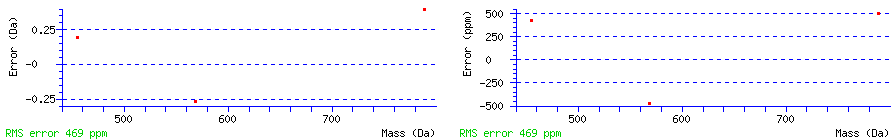 Error (Da)
0.25
-0
-0.25
500
600
700
RMS error 469 ppm
Mass (Da)
Error (ppm)
500
250
0
-250
-500
500
600
700
RMS error 469 ppm
Mass (Da)